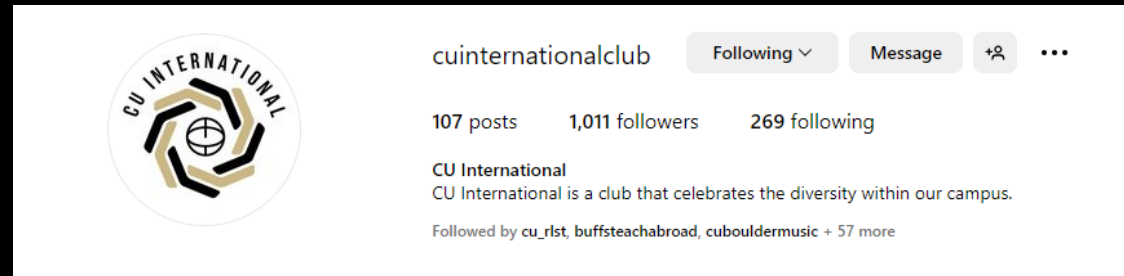 CU INTERNATIONAL
cuinternationalclub Following Message
107 posts 1,011 followers 269 following
CU International
CU International is a club that celebrates the diversity within our campus.
Followed by cu_rlst, buffsteachabroad, cubouldermusic + 57 more